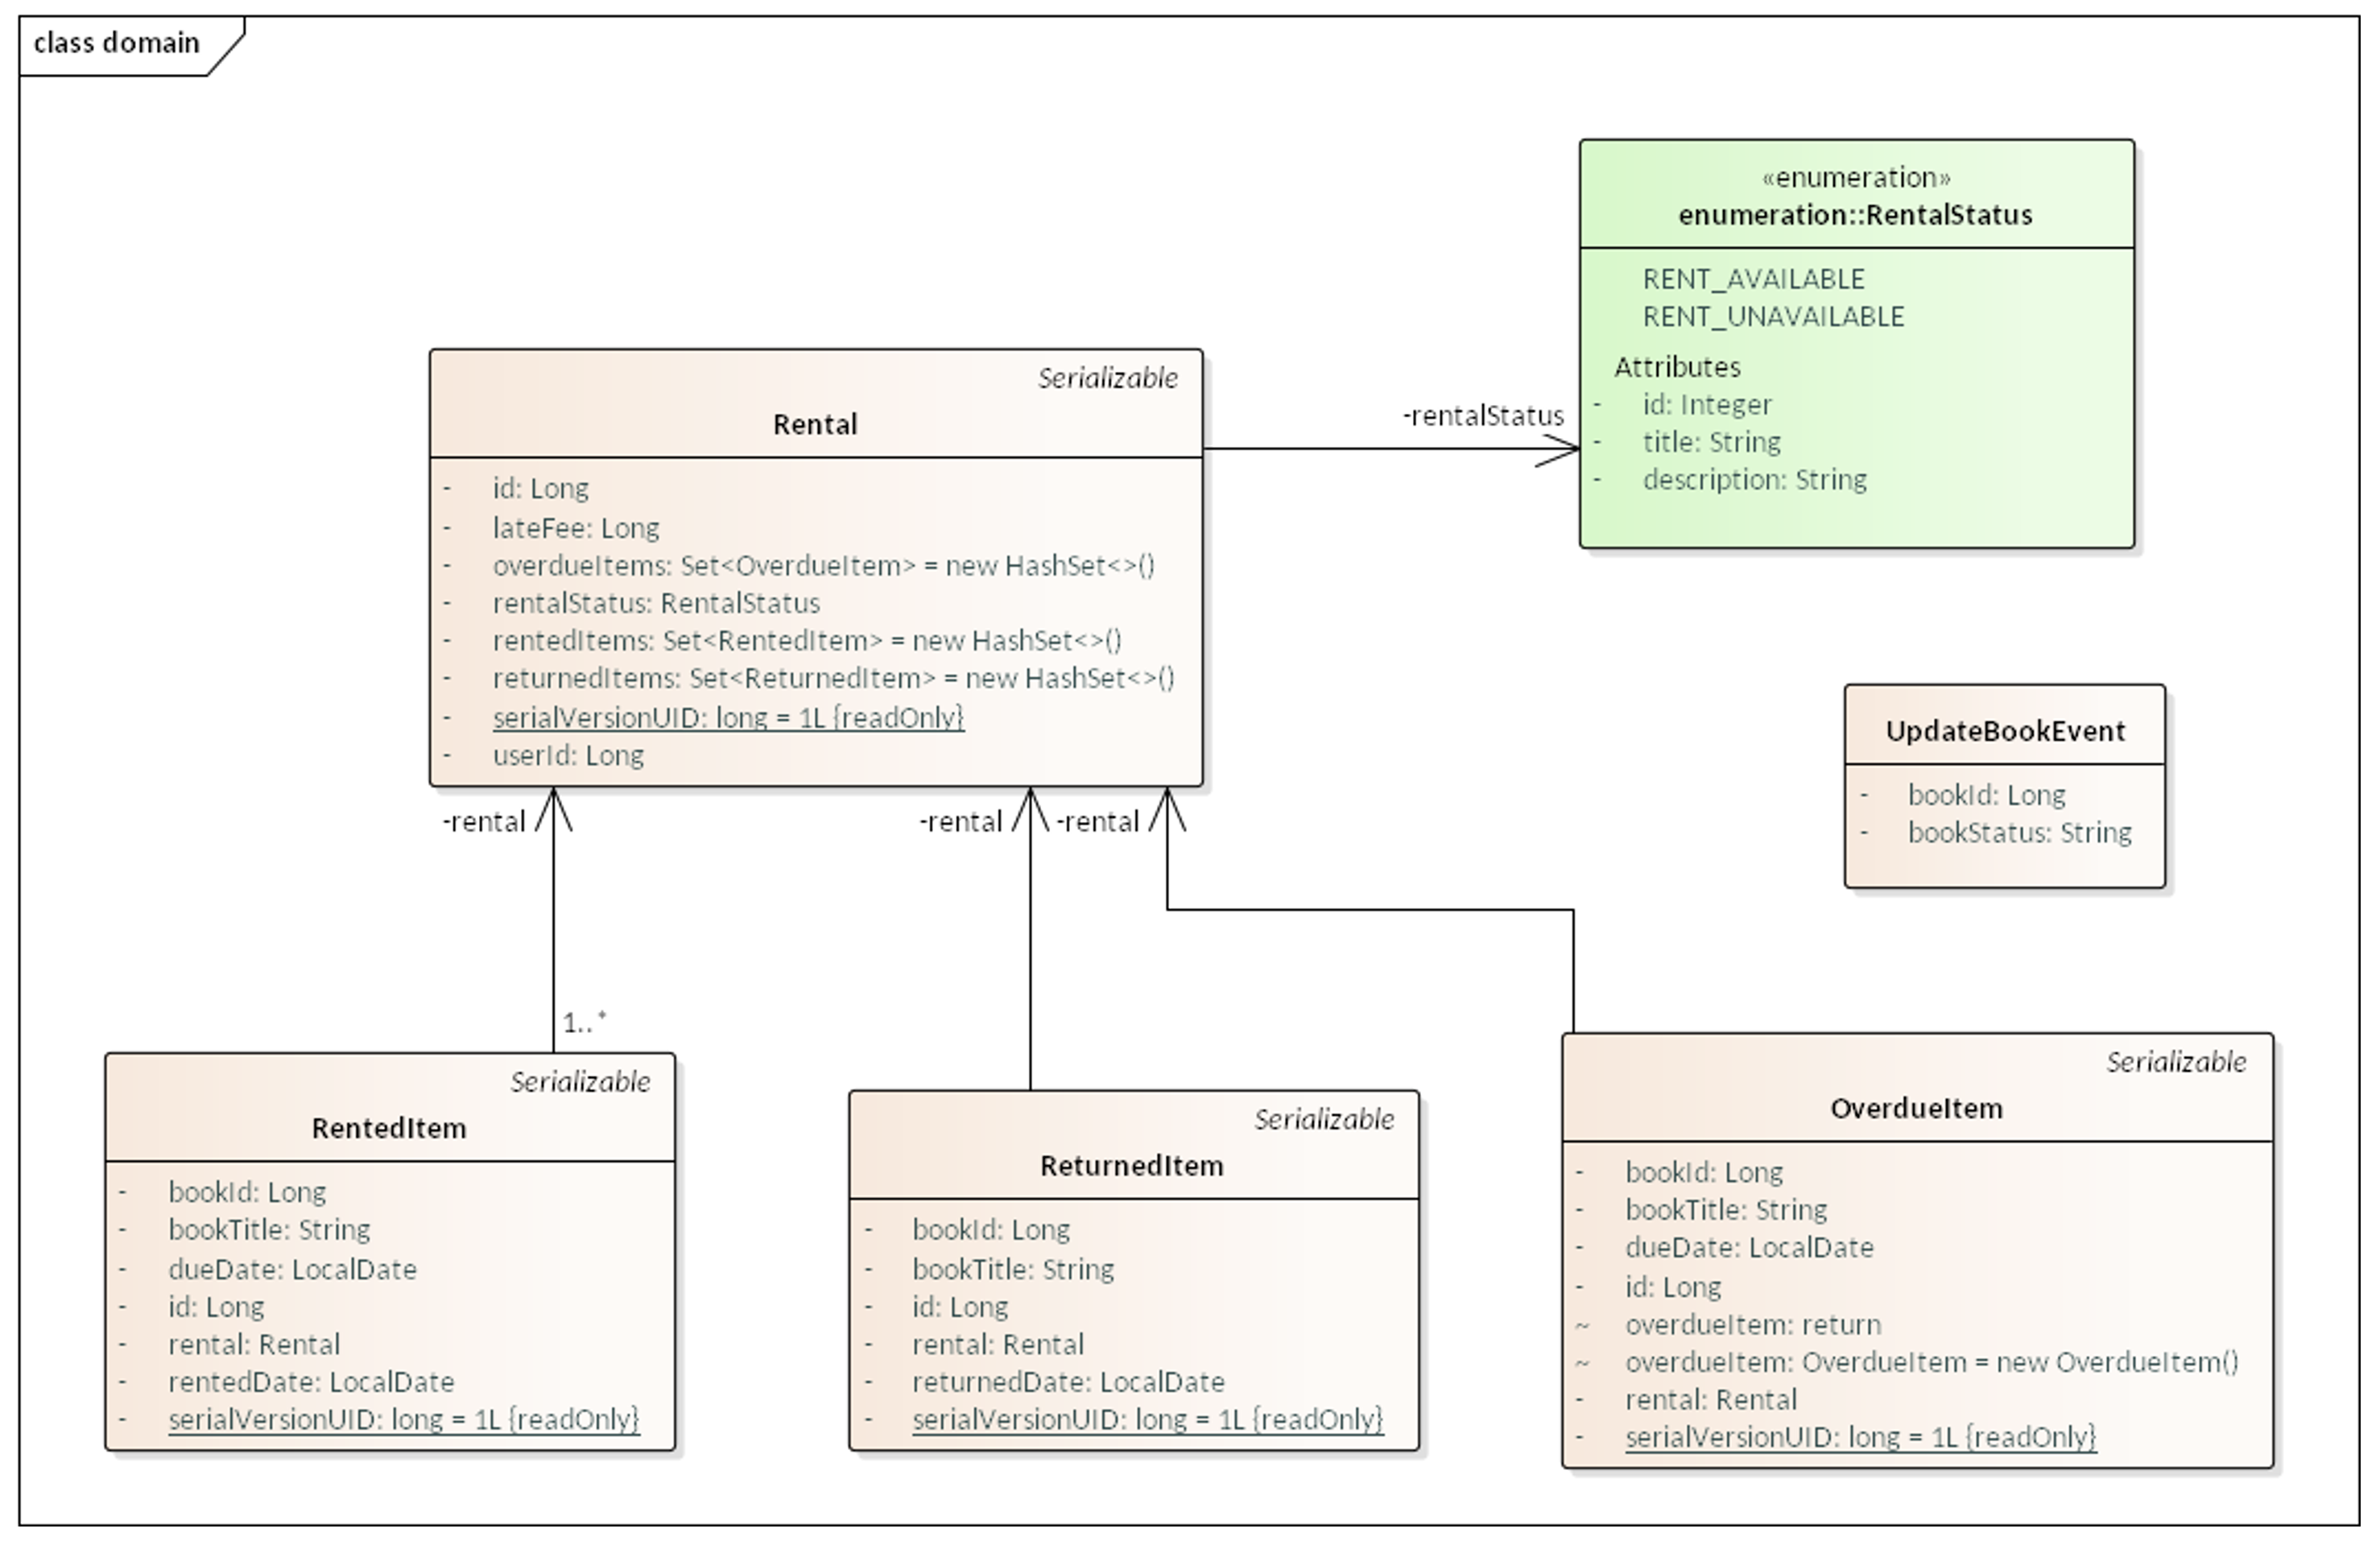 class domain
«enumeration»
enumeration::RentalStatus
RENT_AVAILABLE
RENT_UNAVAILABLE
Attributes
- id: Integer
- title: String
- description: String
Serializable
Rental
- id: Long
- lateFee: Long
- overdueItems: Set<OverdueItem> = new HashSet<>()
- rentalStatus: RentalStatus
- rentedItems: Set<RentedItem> = new HashSet<>()
- returnedItems: Set<ReturnedItem> = new HashSet<>()
- serialVersionUID: long = 1L {readOnly}
- userId: Long
-rentalStatus
UpdateBookEvent
- bookId: Long
- bookStatus: String
-rental
-rental
-rental
1..*
Serializable
RentedItem
- bookId: Long
- bookTitle: String
- dueDate: LocalDate
- id: Long
- rental: Rental
- rentedDate: LocalDate
- serialVersionUID: long = 1L {readOnly}
Serializable
ReturnedItem
- bookId: Long
- bookTitle: String
- id: Long
- rental: Rental
- returnedDate: LocalDate
- serialVersionUID: long = 1L {readOnly}
Serializable
OverdueItem
- bookId: Long
- bookTitle: String
- dueDate: LocalDate
- id: Long
~ overdueItem: return
~ overdueItem: OverdueItem = new OverdueItem()
- rental: Rental
- serialVersionUID: long = 1L {readOnly}